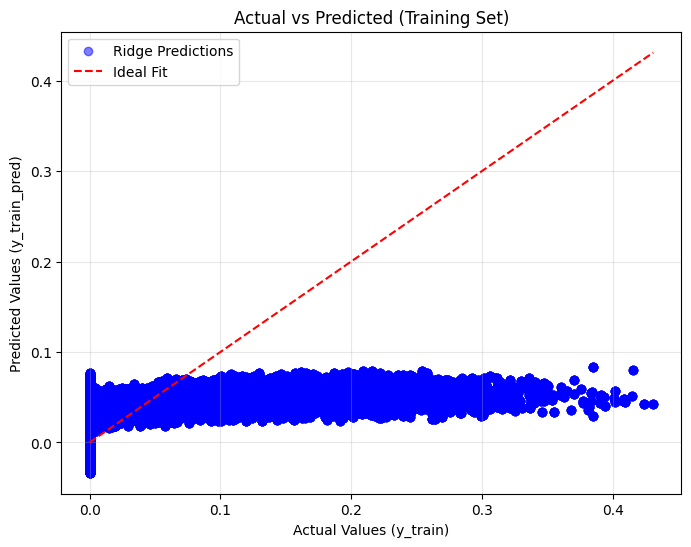 Actual vs Predicted (Training Set)
Ridge Predictions
Ideal Fit
Predicted Values (y_train_pred)
0.4
0.3
0.2
0.1
0.0
0.0
0.1
0.2
0.3
0.4
Actual Values (y_train)